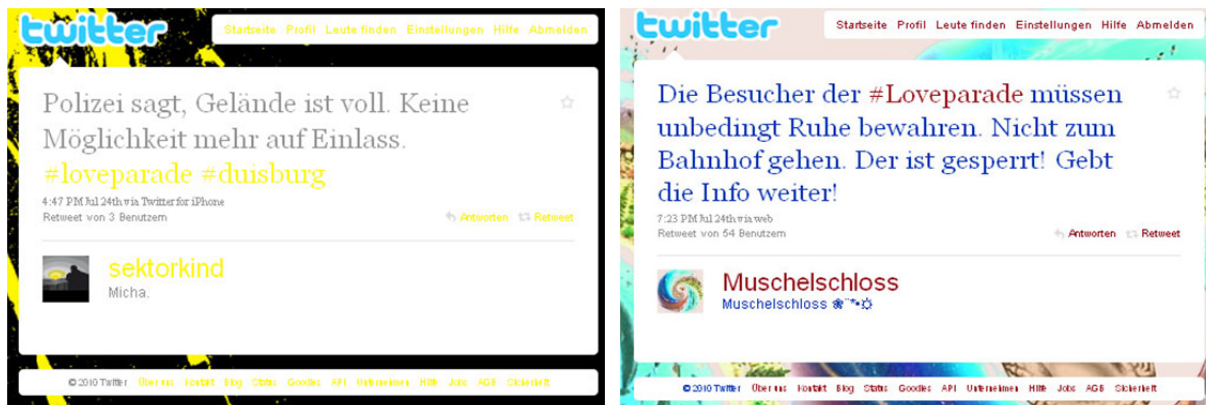 twitter
Startseite Profil Leute finden Einstellungen Hilfe Abmelden
Polizei sagt, Gelände ist voll. Keine
Möglichkeit mehr auf Einlass.
#loveparade #duisburg
4:47 PM Jul 24th via Twitter for iPhone
Retweet von 3 Benutzern
Antworten Retweet
sektorkind
Micha.
© 2010 Twitter Über uns Kontakt Blog Status Goodies API Unternehmen Hilfe Jobs AGB Sicherheit
twitter
Startseite Profil Leute finden Einstellungen Hilfe Abmelden
Die Besucher der #Loveparade müssen
unbedingt Ruhe bewahren. Nicht zum
Bahnhof gehen. Der ist gesperrt! Gebt
die Info weiter!
7:23 PM Jul 24th via web
Retweet von 54 Benutzern
Antworten Retweet
Muschelschloss
Muschelschloss ❀¨*•☼
© 2010 Twitter Über uns Kontakt Blog Status Goodies API Unternehmen Hilfe Jobs AGB Sicherheit